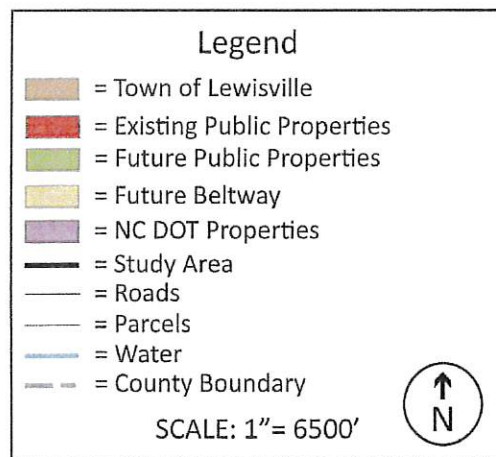 Legend
= Town of Lewisville
= Existing Public Properties
= Future Public Properties
= Future Beltway
= NC DOT Properties
= Study Area
= Roads
= Parcels
= Water
= County Boundary
SCALE: 1”= 6500’
N